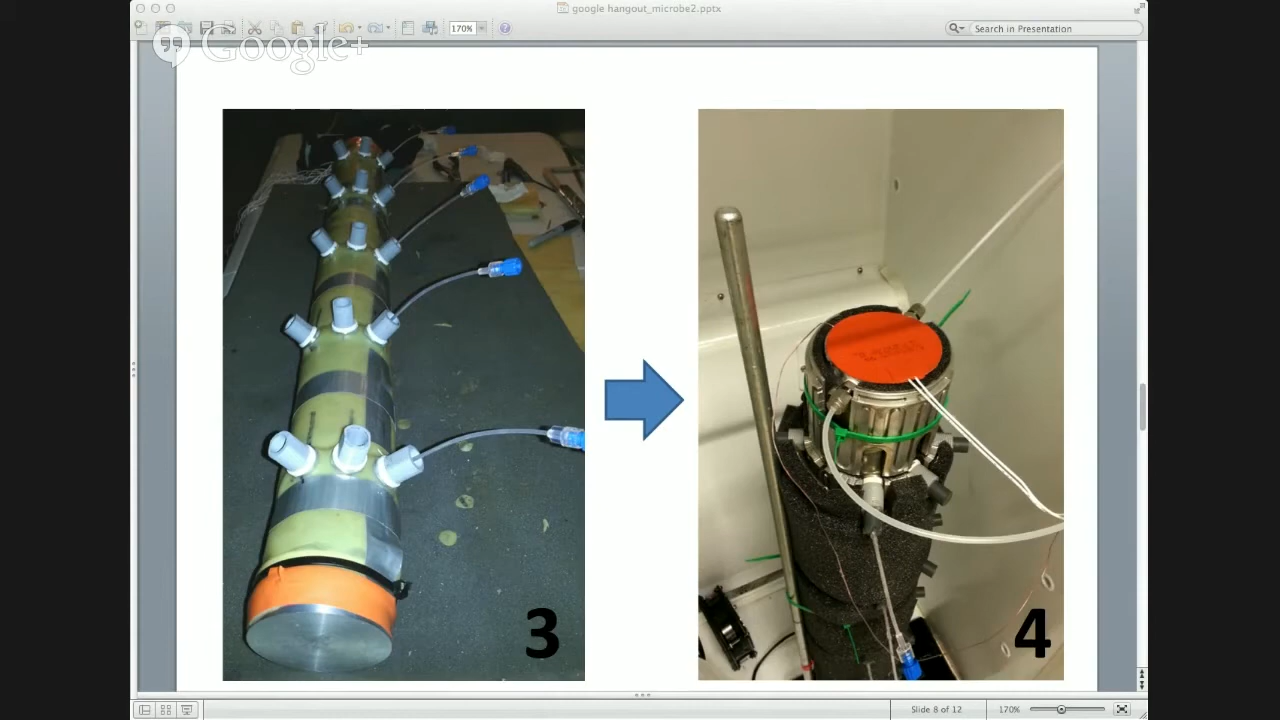 google hangout_microbe2.pptx
170%
Search in Presentation
Google+
3
4
Slide 8 of 12
170%